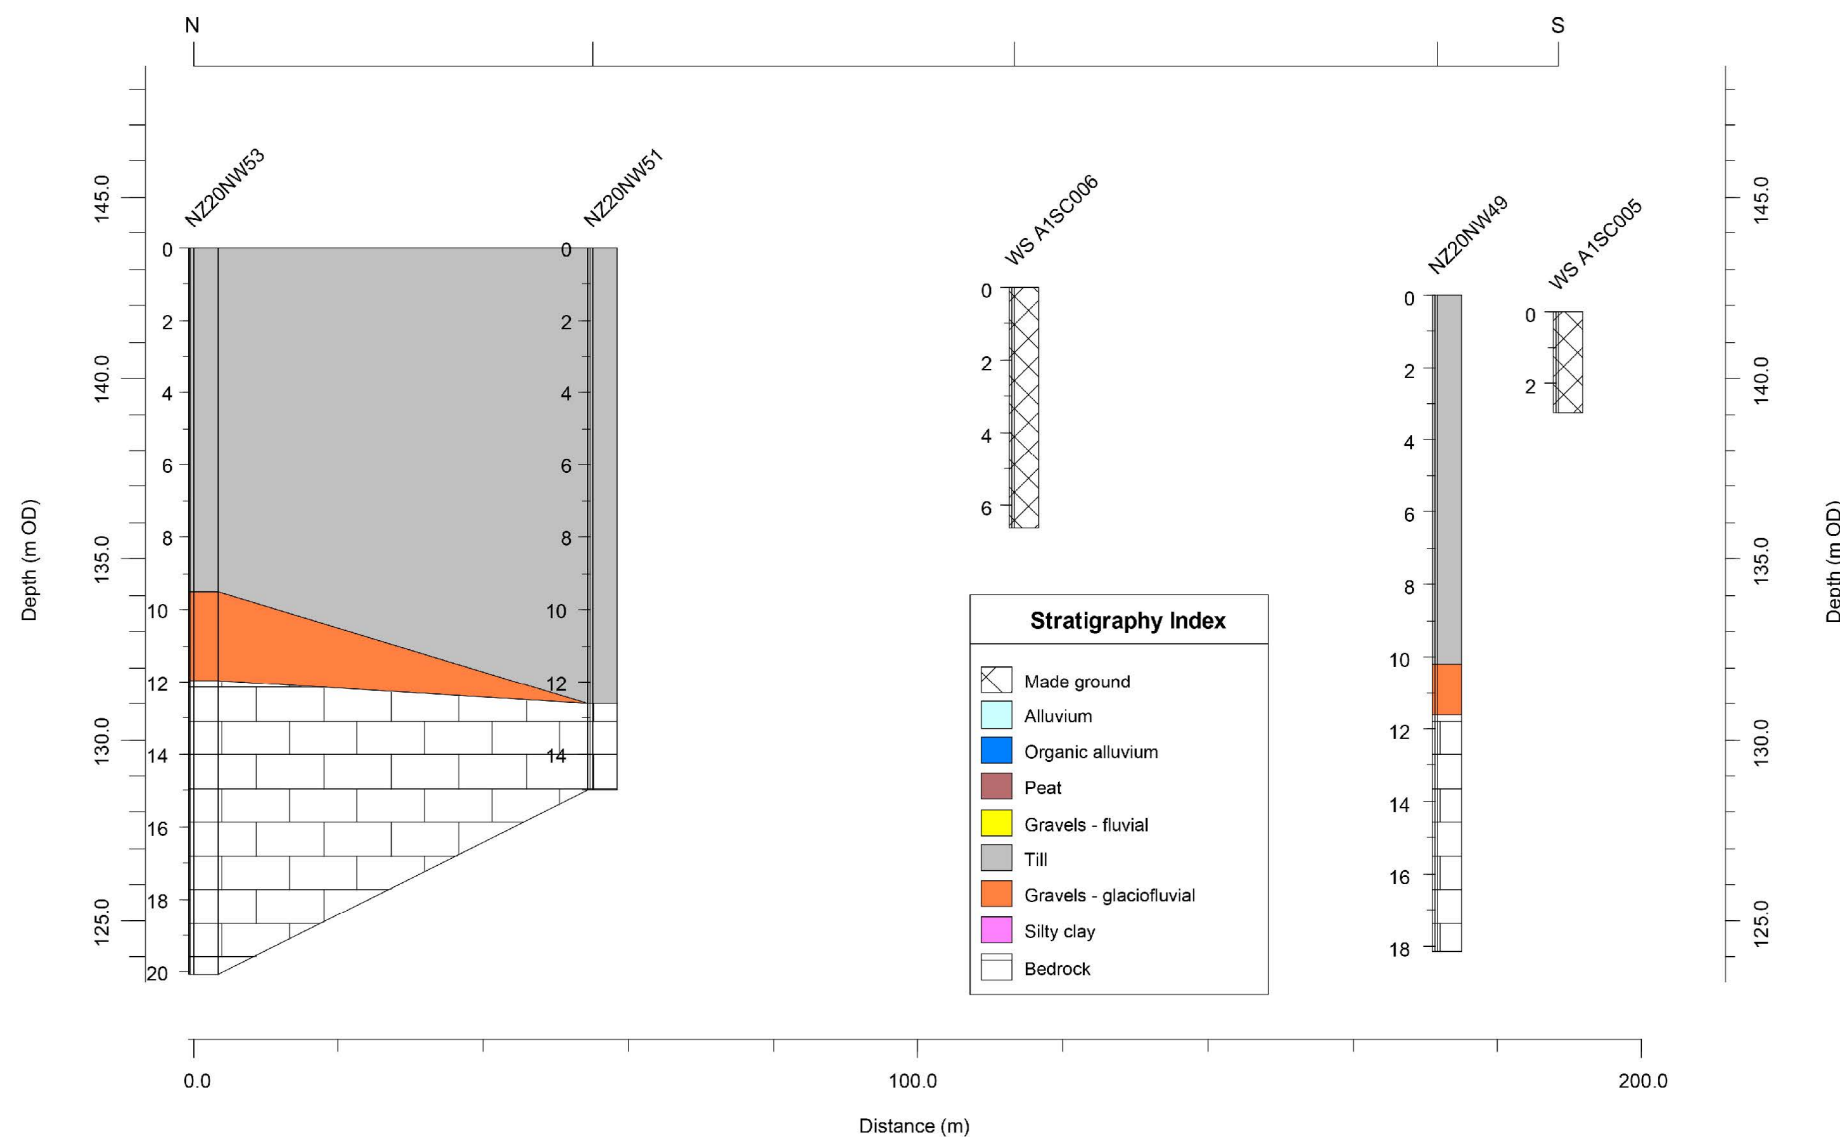 N
S
NZ20NW53
NZ20NW51
WS A1SC006
NZ20NW49
WS A1SC005
Depth (m OD)
145.0
140.0
135.0
130.0
125.0
0
2
4
6
8
10
12
14
16
18
20
0
2
4
6
8
10
12
14
0
2
4
6
0
2
4
6
8
10
12
14
16
18
0
2
145.0
140.0
135.0
130.0
125.0
Depth (m OD)
Stratigraphy Index
Made ground
Alluvium
Organic alluvium
Peat
Gravels - fluvial
Till
Gravels - glaciofluvial
Silty clay
Bedrock
0.0
100.0
200.0
Distance (m)